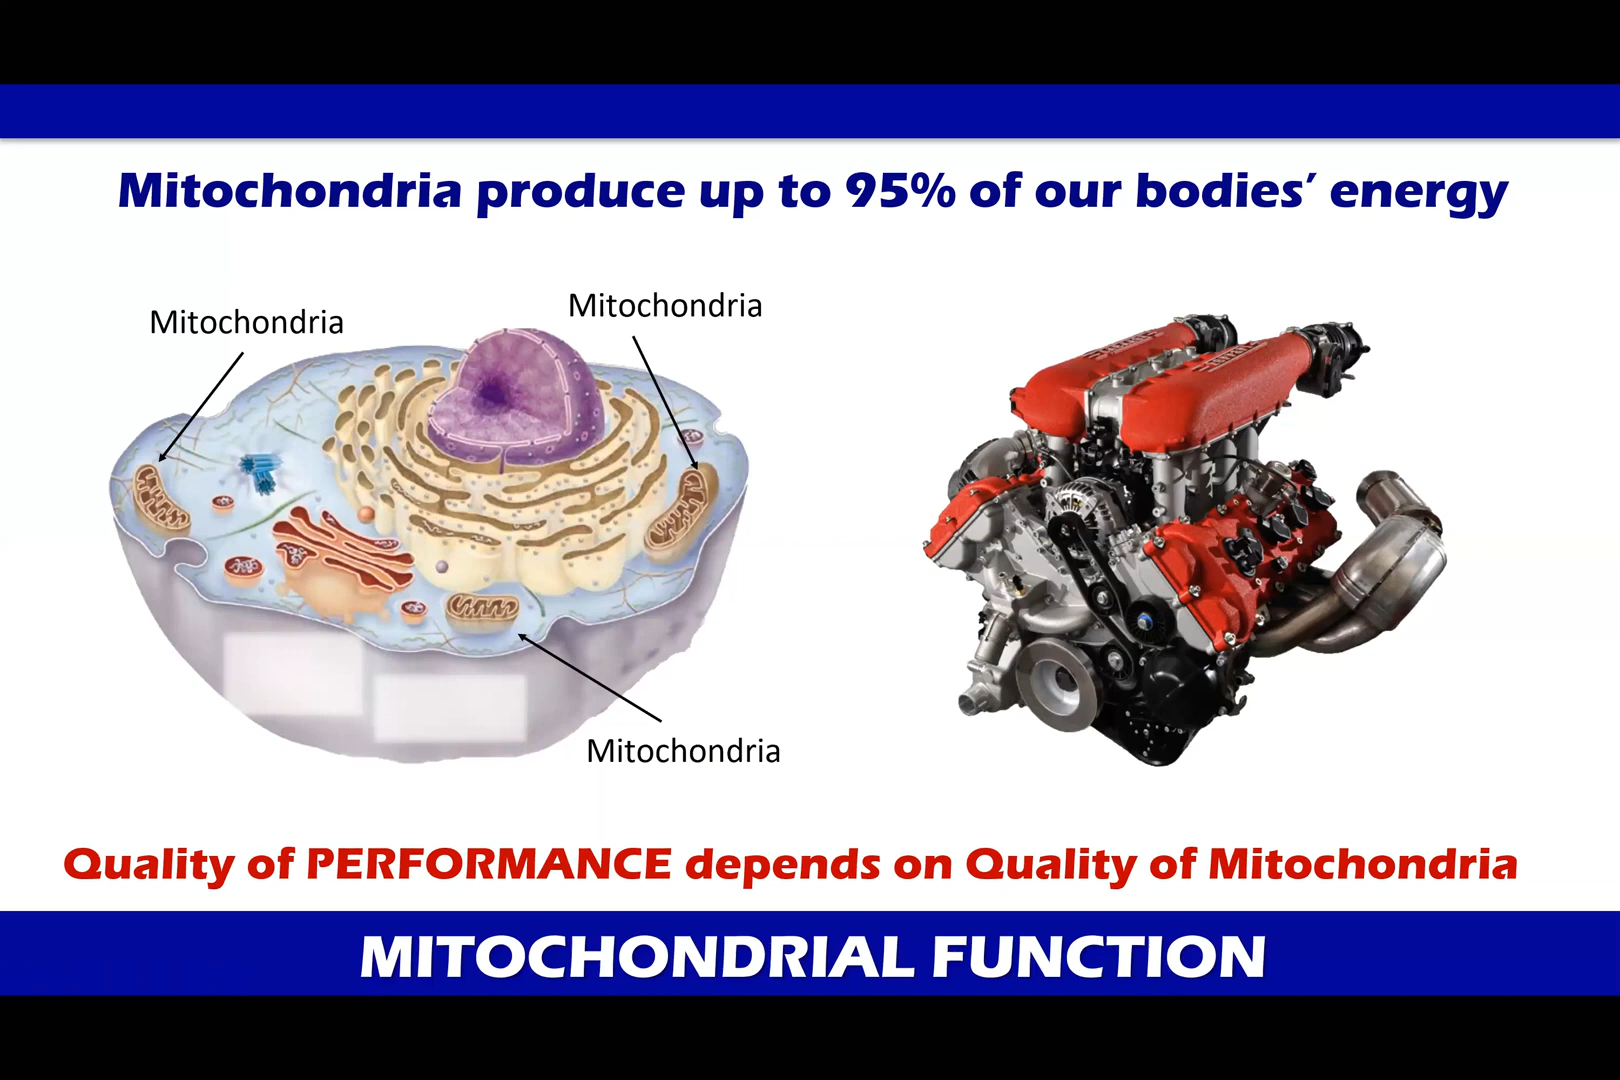 Mitochondria produce up to 95% of our bodies’ energy
Mitochondria
Mitochondria
Mitochondria
Quality of PERFORMANCE depends on Quality of Mitochondria
MITOCHONDRIAL FUNCTION